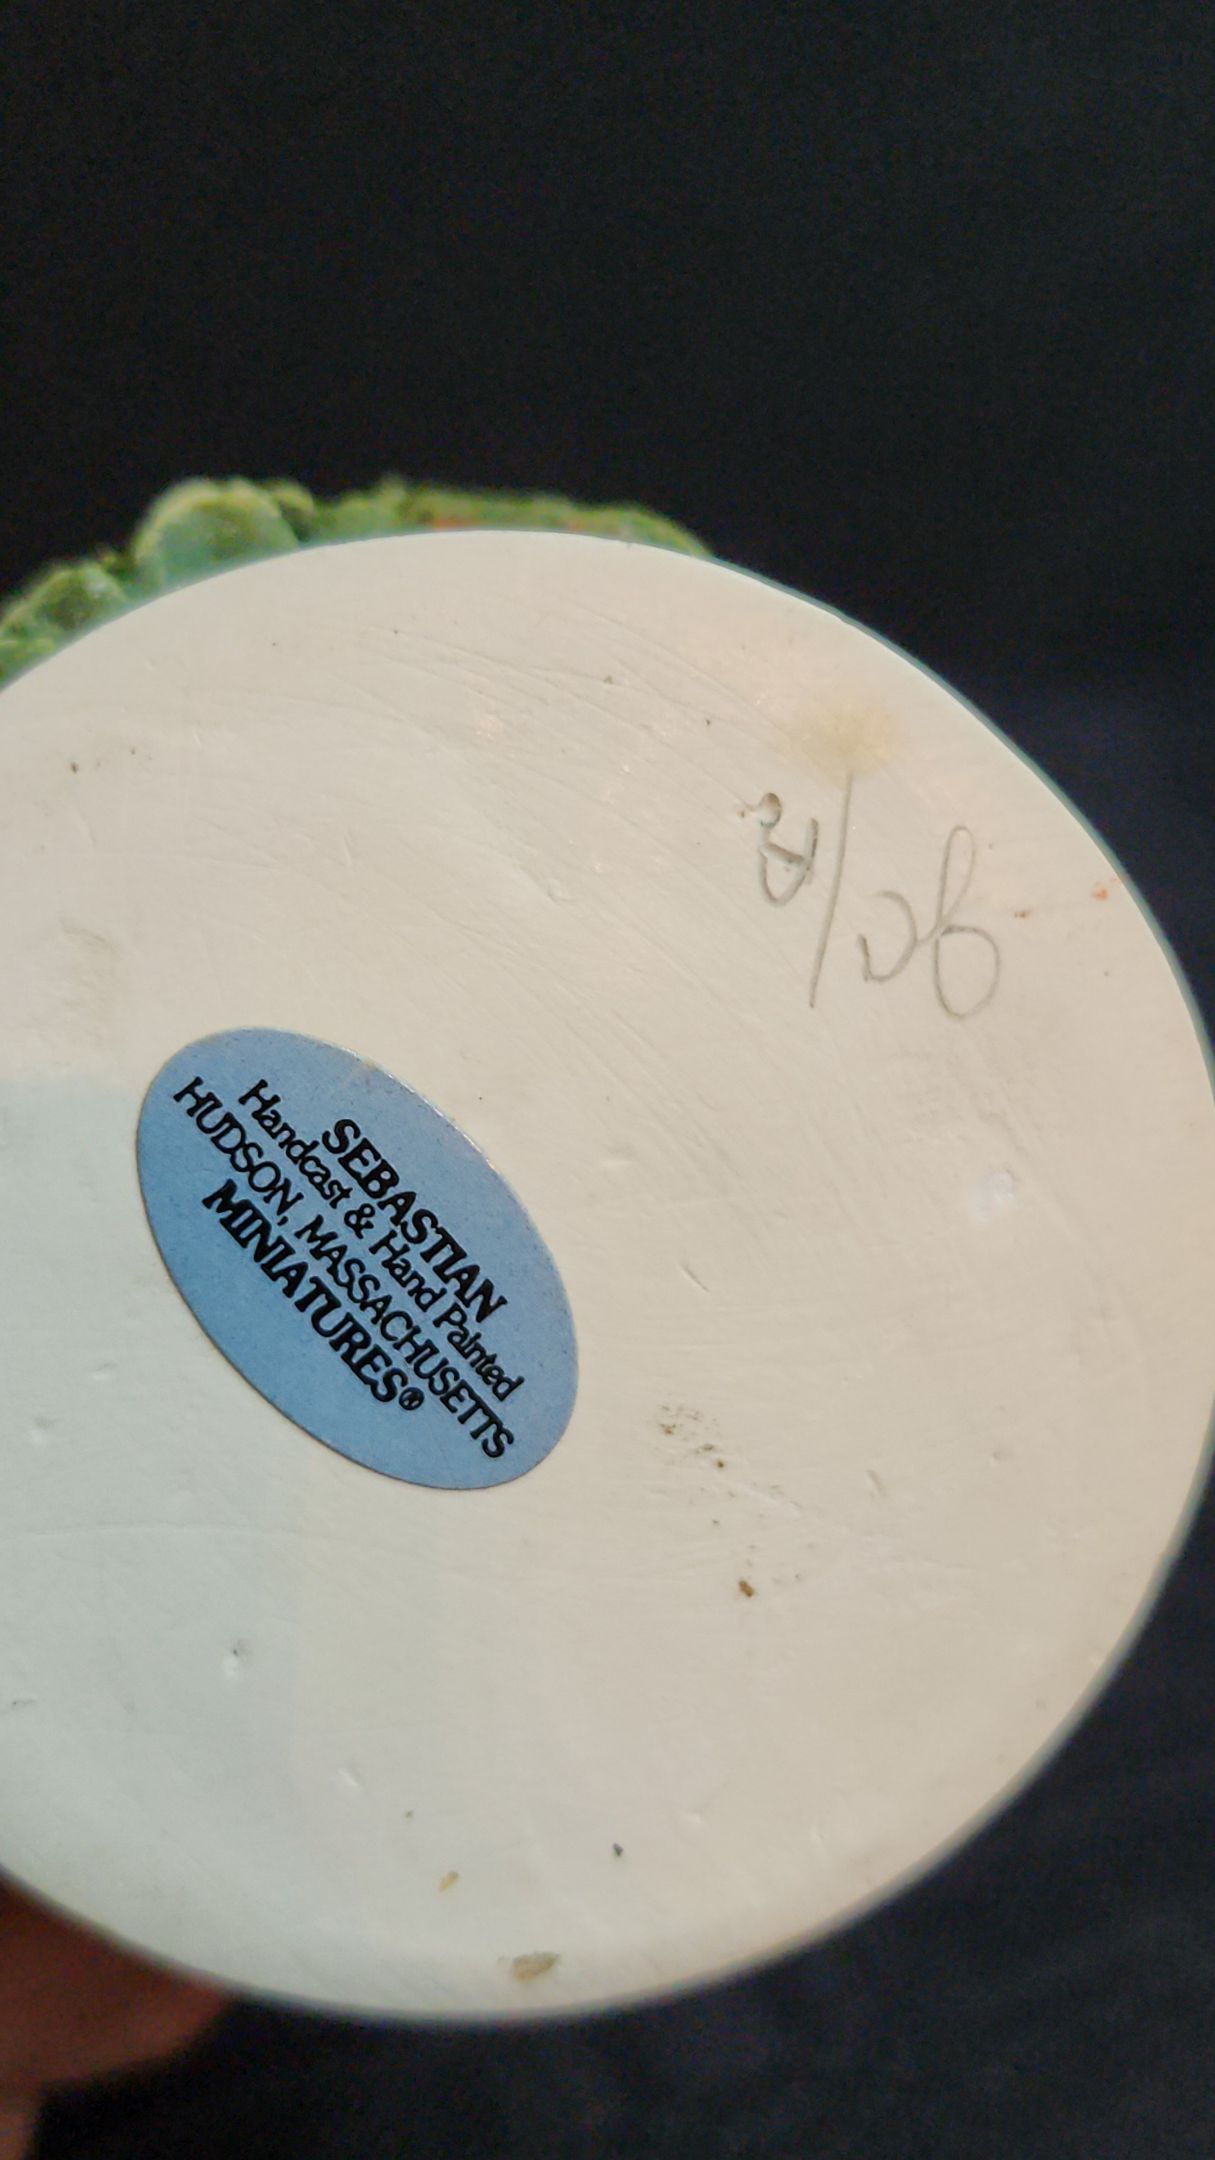 SEBASTIAN
Handcast & Hand Painted
HUDSON, MASSACHUSETTS
MINIATURES®